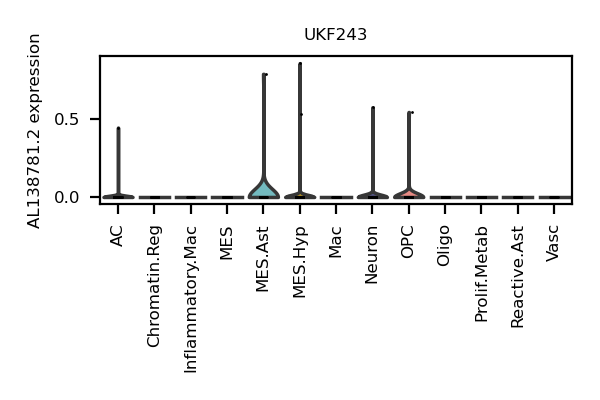 UKF243
AL138781.2 expression
0.5
0.0
AC
Chromatin.Reg
Inflammatory.Mac
MES
MES.Ast
MES.Hyp
Mac
Neuron
OPC
Oligo
Prolif.Metab
Reactive.Ast
Vasc